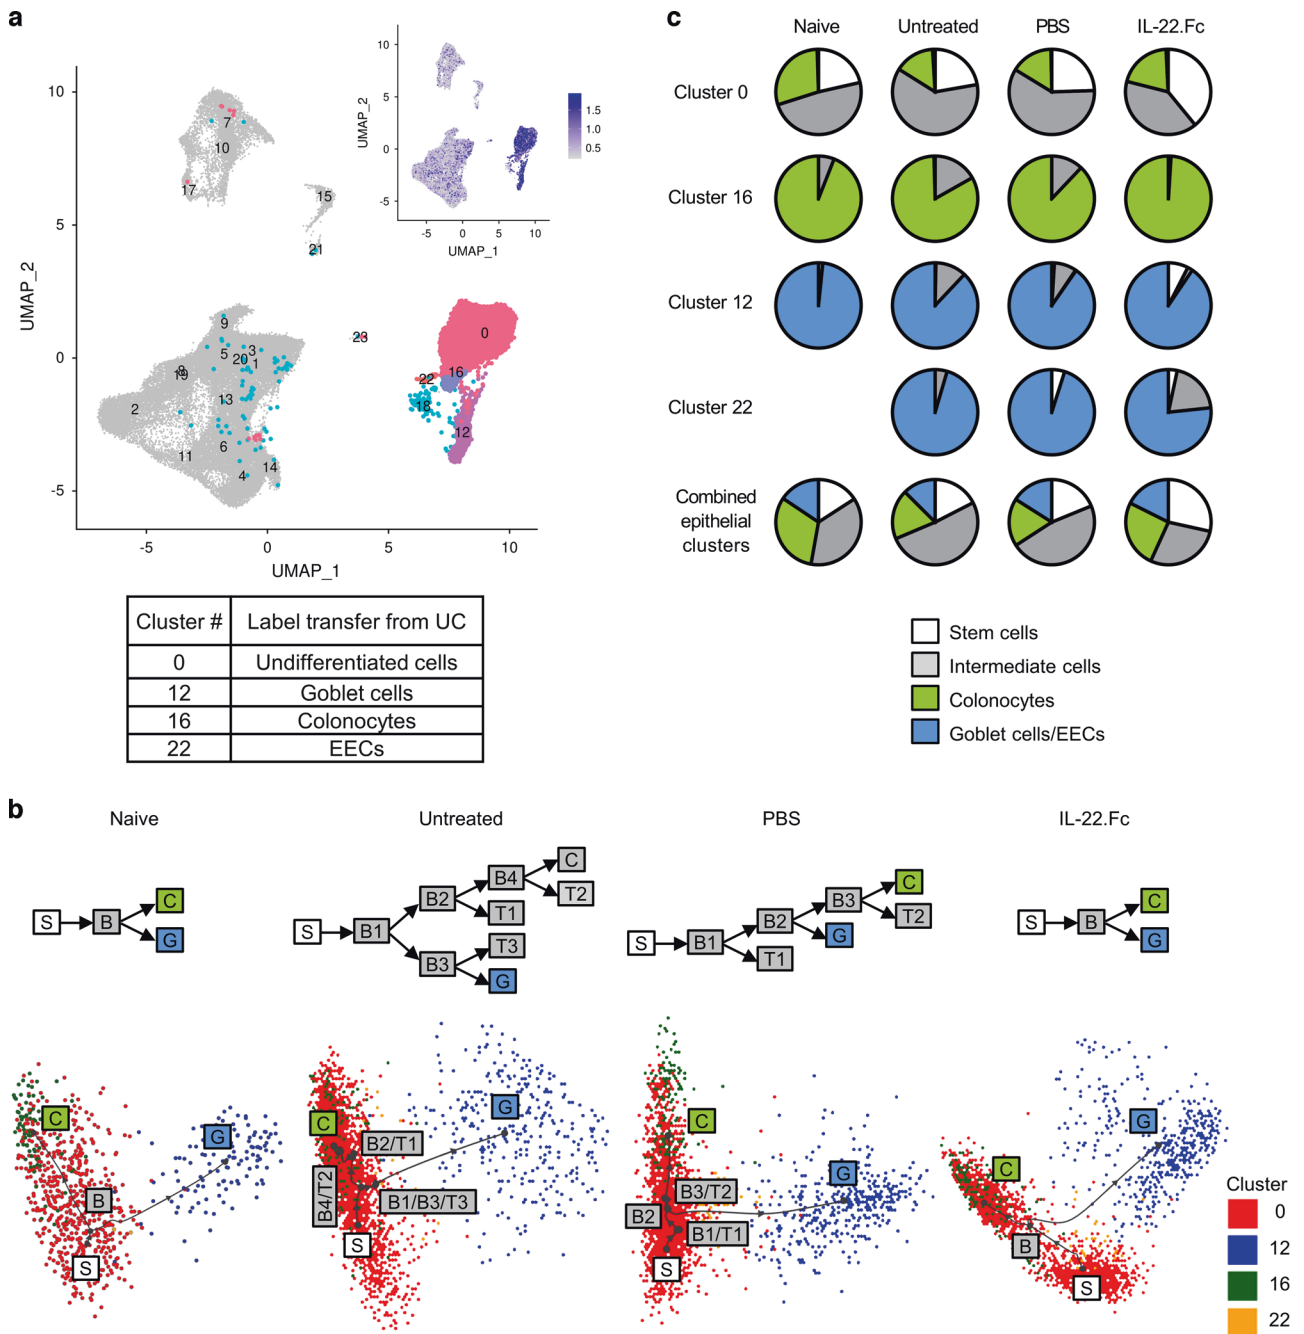 a
10
5
0
-5
UMAP_2
-5
0
5
10
UMAP_1
7
10
17
15
21
9
3
5
20
1
8
19
2
13
6
11
14
4
23
0
16
22
18
12
10
5
0
-5
UMAP_2
-5
0
5
10
UMAP_1
1.5
1.0
0.5
Cluster # Label transfer from UC
0 Undifferentiated cells
12 Goblet cells
16 Colonocytes
22 EECs
c
Naive Untreated PBS IL-22.Fc
Cluster 0
Cluster 16
Cluster 12
Cluster 22
Combined
epithelial
clusters
Stem cells
Intermediate cells
Colonocytes
Goblet cells/EECs
b
Naive Untreated PBS IL-22.Fc
S B C G
S B1 B2 B3 B4 T1 T3 G C T2
S B1 B2 T1 B3 G C T2
S B C G
C G B S
C G B2/T1 B4/T2 B1/B3/T3 S
C G B3/T2 B2 B1/T1 S
C G B S
Cluster
0
12
16
22